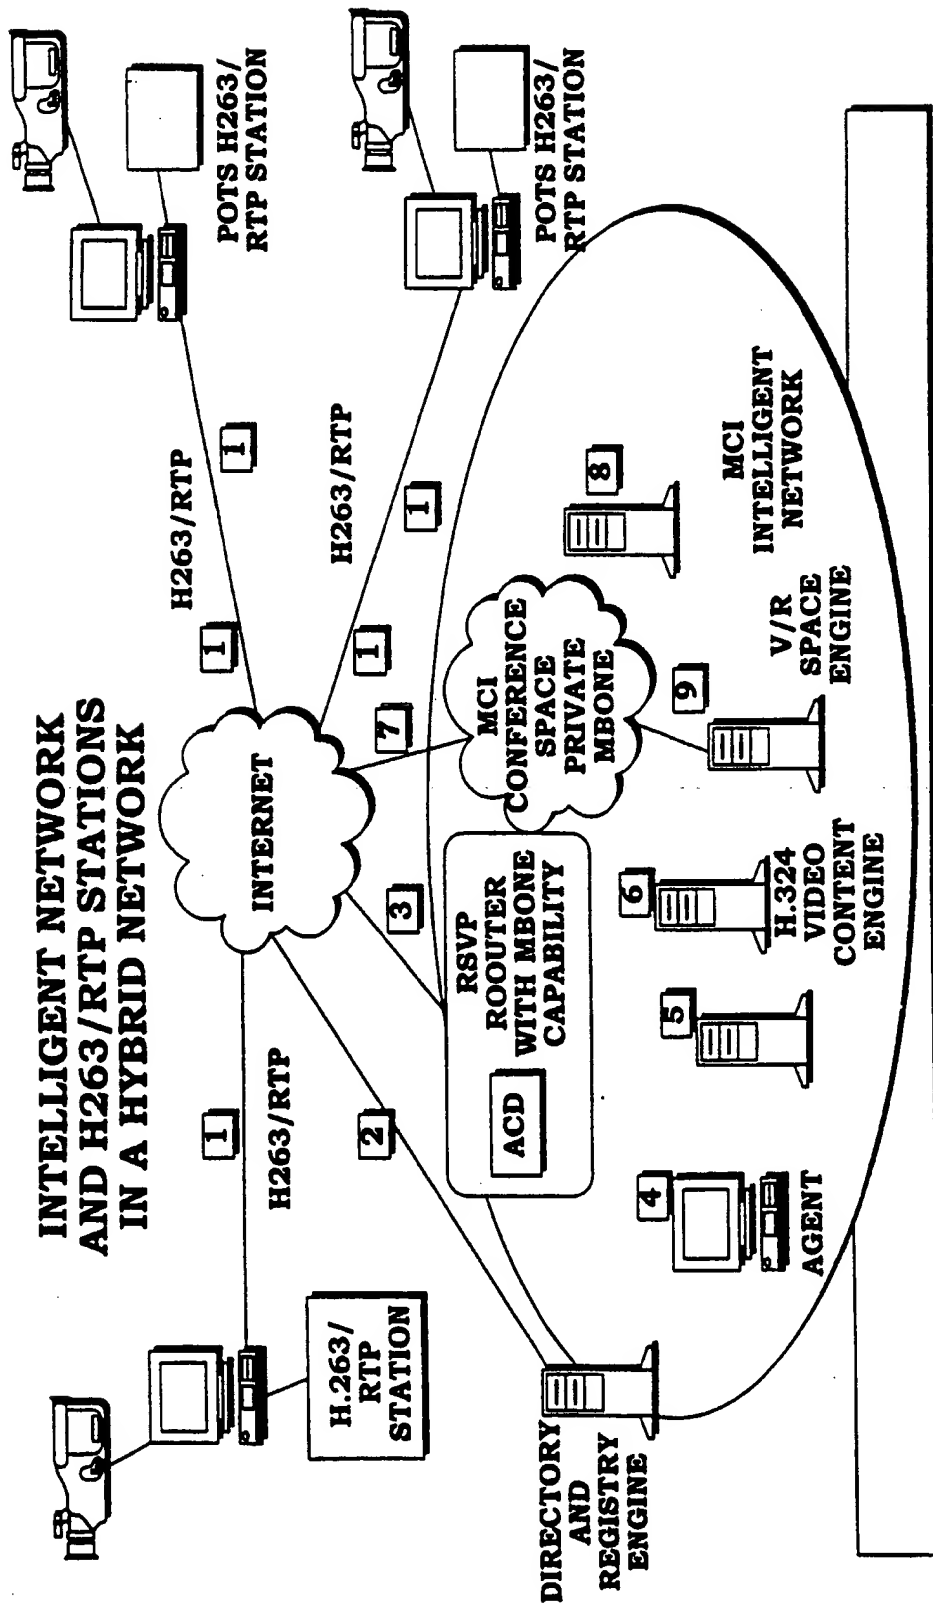 INTELLIGENT NETWORK
AND H263/RTP STATIONS
IN A HYBRID NETWORK
H.263/
RTP
STATION
1
H263/RTP
INTERNET
1
H263/RTP
1
POTS H263/
RTP STATION
1
H263/RTP
1
POTS H263/
RTP STATION
2
3
7
DIRECTORY
AND
REGISTRY
ENGINE
ACD
RSVP
ROOUTER
WITH MBONE
CAPABILITY
MCI
CONFERENCE
SPACE
PRIVATE
MBONE
8
4
AGENT
5
6
H.324
VIDEO
CONTENT
ENGINE
9
V/R
SPACE
ENGINE
MCI
INTELLIGENT
NETWORK